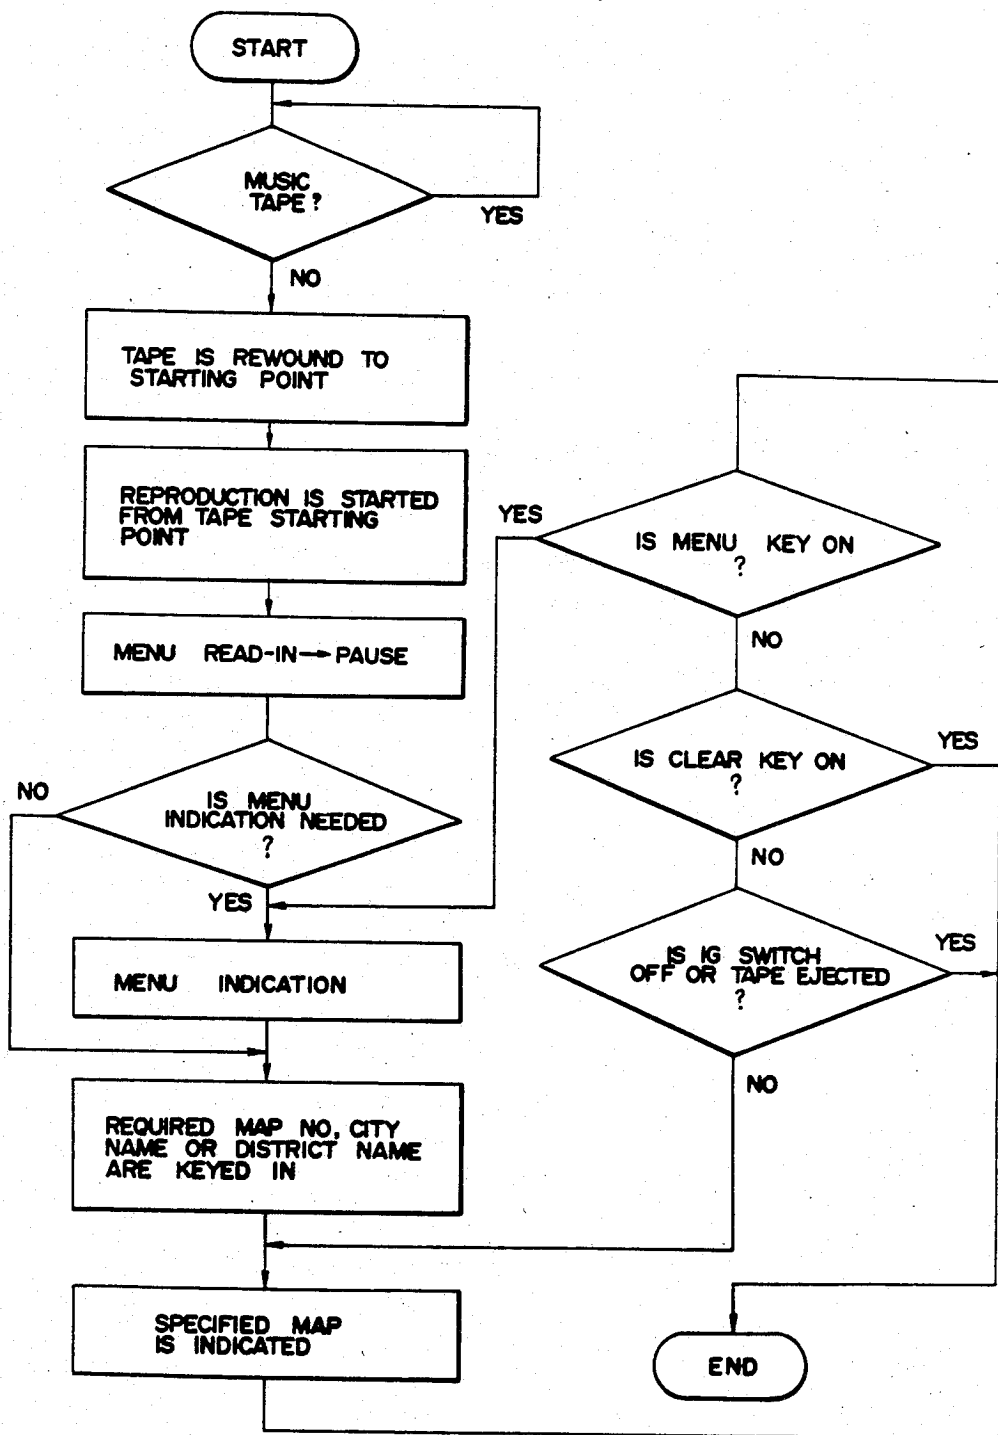 START
MUSIC
TAPE?
YES
NO
TAPE IS REWOUND TO
STARTING POINT
REPRODUCTION IS STARTED
FROM TAPE STARTING
POINT
MENU READ-IN→PAUSE
IS MENU
INDICATION NEEDED
?
NO
YES
MENU INDICATION
REQUIRED MAP NO, CITY
NAME OR DISTRICT NAME
ARE KEYED IN
SPECIFIED MAP
IS INDICATED
IS MENU KEY ON
?
YES
NO
IS CLEAR KEY ON
?
YES
NO
IS IG SWITCH
OFF OR TAPE EJECTED
?
YES
NO
END